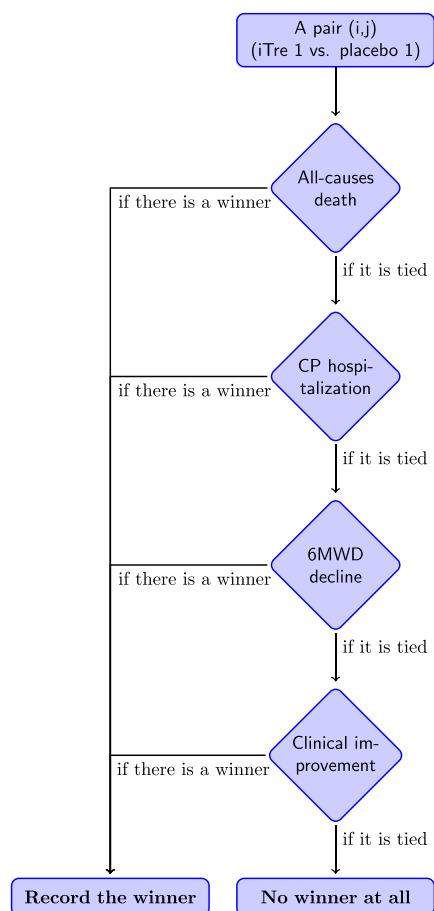 A pair (i,j)
(iTre 1 vs. placebo 1)
All-causes
death
if there is a winner
if it is tied
CP hospi-
talization
if there is a winner
if it is tied
6MWD
decline
if there is a winner
if it is tied
Clinical im-
provement
if there is a winner
if it is tied
Record the winner
No winner at all